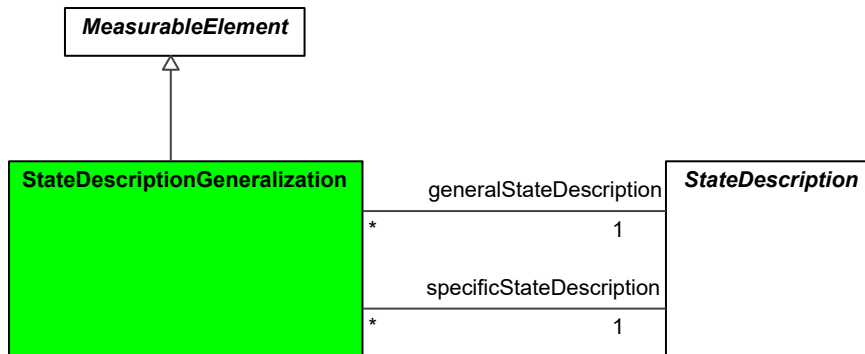 MeasurableElement
StateDescriptionGeneralization
StateDescription
generalStateDescription
* 1
specificStateDescription
* 1